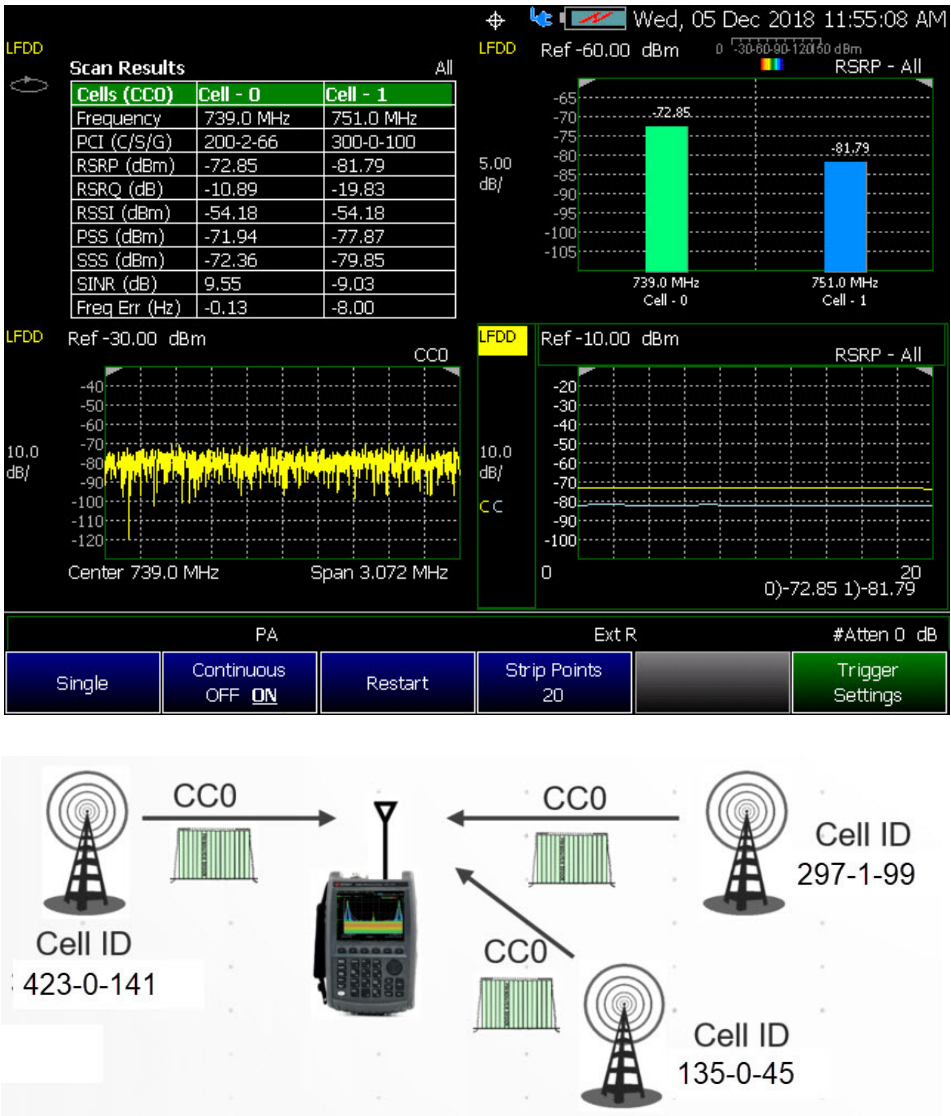 Wed, 05 Dec 2018 11:55:08 AM
LFDD
Scan Results All
Cells (CC0) Cell - 0 Cell - 1
Frequency 739.0 MHz 751.0 MHz
PCI (C/S/G) 200-2-66 300-0-100
RSRP (dBm) -72.85 -81.79
RSRQ (dB) -10.89 -19.83
RSSI (dBm) -54.18 -54.18
PSS (dBm) -71.94 -77.87
SSS (dBm) -72.36 -79.85
SINR (dB) 9.55 -9.03
Freq Err (Hz) -0.13 -8.00
LFDD Ref -60.00 dBm 0 -30-60-90-120 dBm
RSRP - All
5.00
dB/
-65
-70
-75
-80
-85
-90
-95
-100
-105
-72.85
-81.79
739.0 MHz 751.0 MHz
Cell - 0 Cell - 1
LFDD Ref -30.00 dBm
CC0
10.0
dB/
-40
-50
-60
-70
-80
-90
-100
-110
-120
Center 739.0 MHz Span 3.072 MHz
LFDD Ref -10.00 dBm
RSRP - All
10.0
dB/
C C
-20
-30
-40
-50
-60
-70
-80
-90
-100
0 20
0)-72.85 1)-81.79
PA Ext R #Atten 0 dB
Single
Continuous
OFF ON
Restart
Strip Points
20
Trigger
Settings
CC0
CC0
Cell ID
297-1-99
Cell ID
423-0-141
CC0
Cell ID
135-0-45